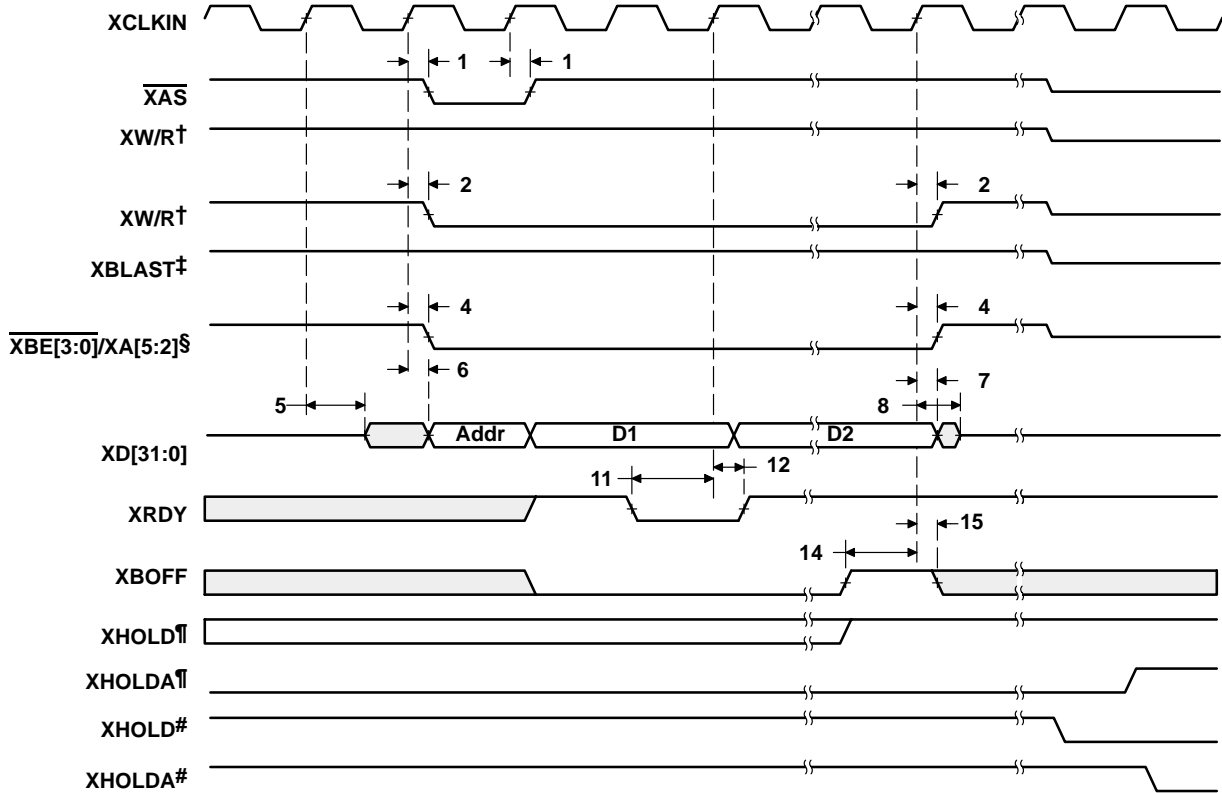 XCLKIN
1 1
XAS
XW/R†
2 2
XW/R†
XBLAST‡
4 4
XBE[3:0]/XA[5:2]§
6 7
5 8
Addr D1 D2
XD[31:0]
11 12
XRDY
15
14
XBOFF
XHOLD¶
XHOLDA¶
XHOLD#
XHOLDA#